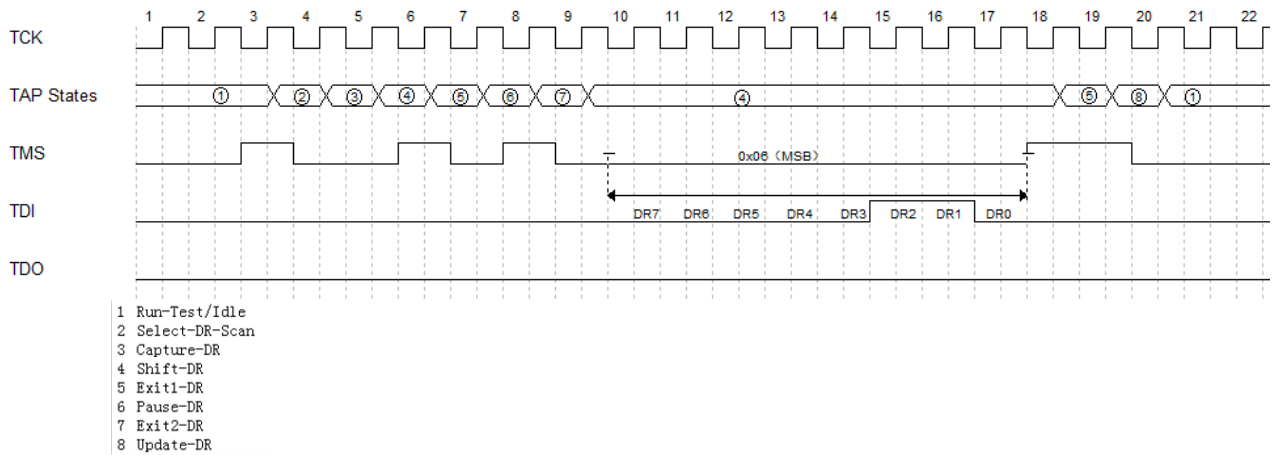 1 2 3 4 5 6 7 8 9 10 11 12 13 14 15 16 17 18 19 20 21 22
TCK
TAP States ① ② ③ ④ ⑤ ⑥ ⑦ ④ ⑤ ⑧ ①
TMS 0x06（MSB）
TDI DR7 DR6 DR5 DR4 DR3 DR2 DR1 DR0
TDO
1 Run-Test/Idle
2 Select-DR-Scan
3 Capture-DR
4 Shift-DR
5 Exit1-DR
6 Pause-DR
7 Exit2-DR
8 Update-DR